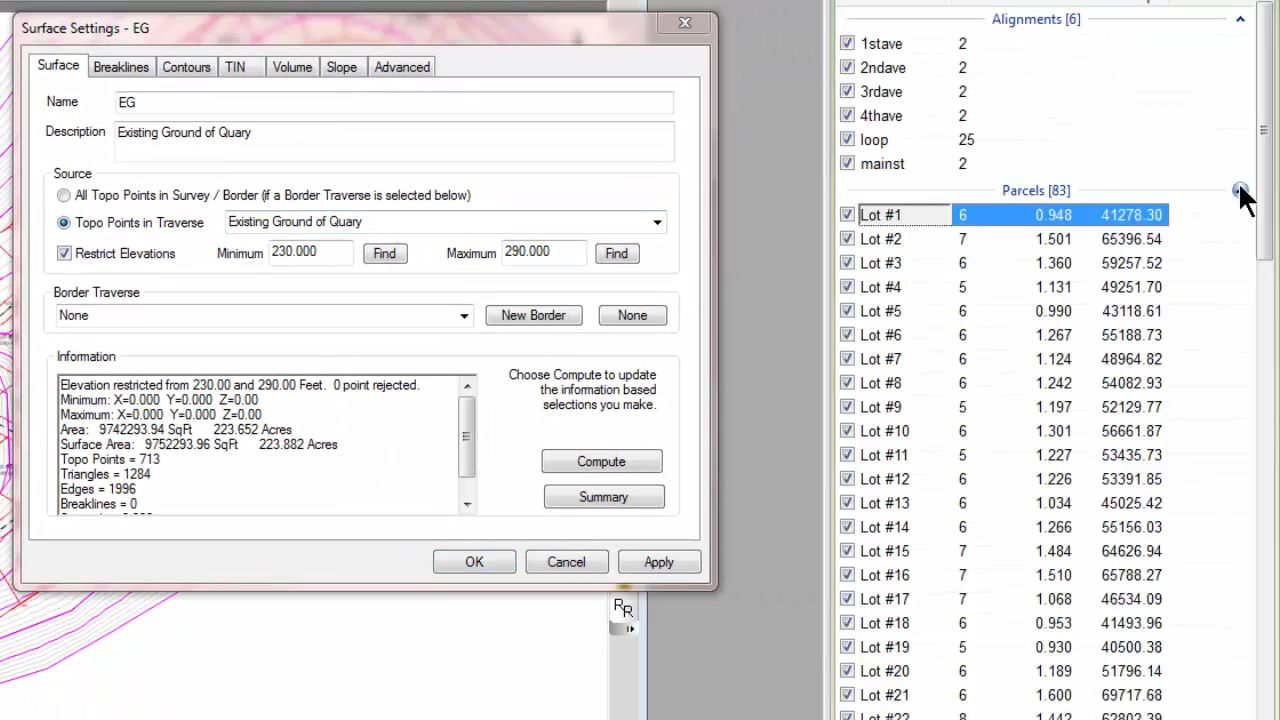 Surface Settings - EG
Surface Breaklines Contours TIN Volume Slope Advanced
Name EG
Description Existing Ground of Quary
Source
All Topo Points in Survey / Border (if a Border Traverse is selected below)
Topo Points in Traverse Existing Ground of Quary
Restrict Elevations Minimum 230.000 Find Maximum 290.000 Find
Border Traverse
None New Border None
Information
Elevation restricted from 230.00 and 290.00 Feet. 0 point rejected.
Minimum: X=0.000 Y=0.000 Z=0.00
Maximum: X=0.000 Y=0.000 Z=0.00
Area: 9742293.94 SqFt 223.652 Acres
Surface Area: 9752293.96 SqFt 223.882 Acres
Topo Points = 713
Triangles = 1284
Edges = 1996
Breaklines = 0
Choose Compute to update
the information based
selections you make.
Compute
Summary
OK Cancel Apply
RR
Alignments [6]
1stave 2
2ndave 2
3rdave 2
4thave 2
loop 25
mainst 2
Parcels [83]
Lot #1 6 0.948 41278.30
Lot #2 7 1.501 65396.54
Lot #3 6 1.360 59257.52
Lot #4 5 1.131 49251.70
Lot #5 6 0.990 43118.61
Lot #6 6 1.267 55188.73
Lot #7 6 1.124 48964.82
Lot #8 6 1.242 54082.93
Lot #9 5 1.197 52129.77
Lot #10 6 1.301 56661.87
Lot #11 5 1.227 53435.73
Lot #12 6 1.226 53391.85
Lot #13 6 1.034 45025.42
Lot #14 6 1.266 55156.03
Lot #15 7 1.484 64626.94
Lot #16 7 1.510 65788.27
Lot #17 7 1.068 46534.09
Lot #18 6 0.953 41493.96
Lot #19 5 0.930 40500.38
Lot #20 6 1.189 51796.14
Lot #21 6 1.600 69717.68
Lot #22 8 1.442 62802.39